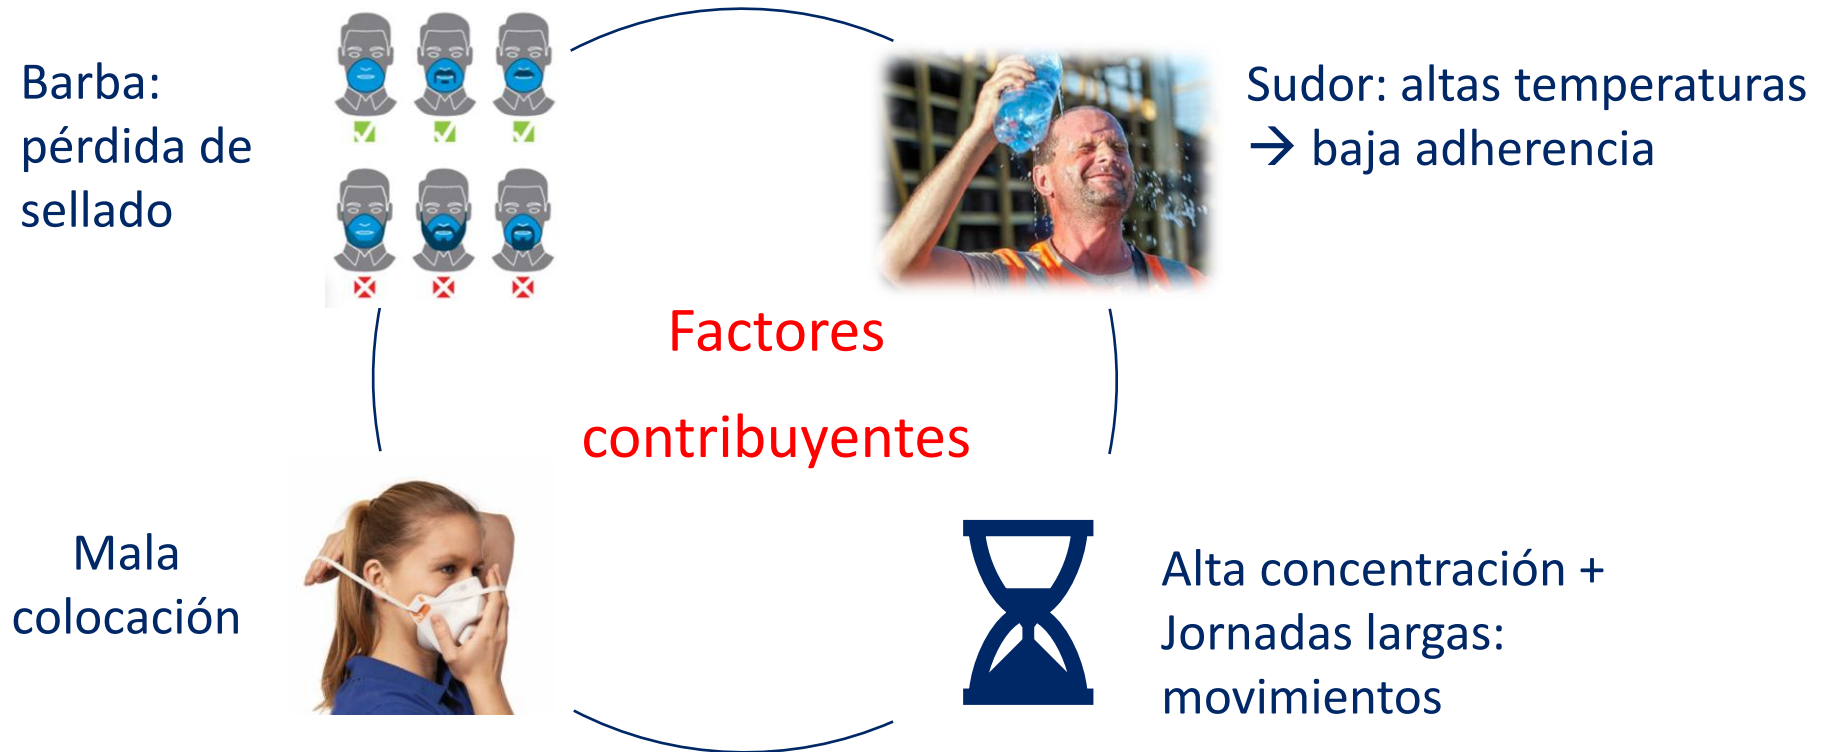 Barba:
pérdida de
sellado
Sudor: altas temperaturas
→ baja adherencia
Factores
contribuyentes
Mala
colocación
Alta concentración +
Jornadas largas:
movimientos